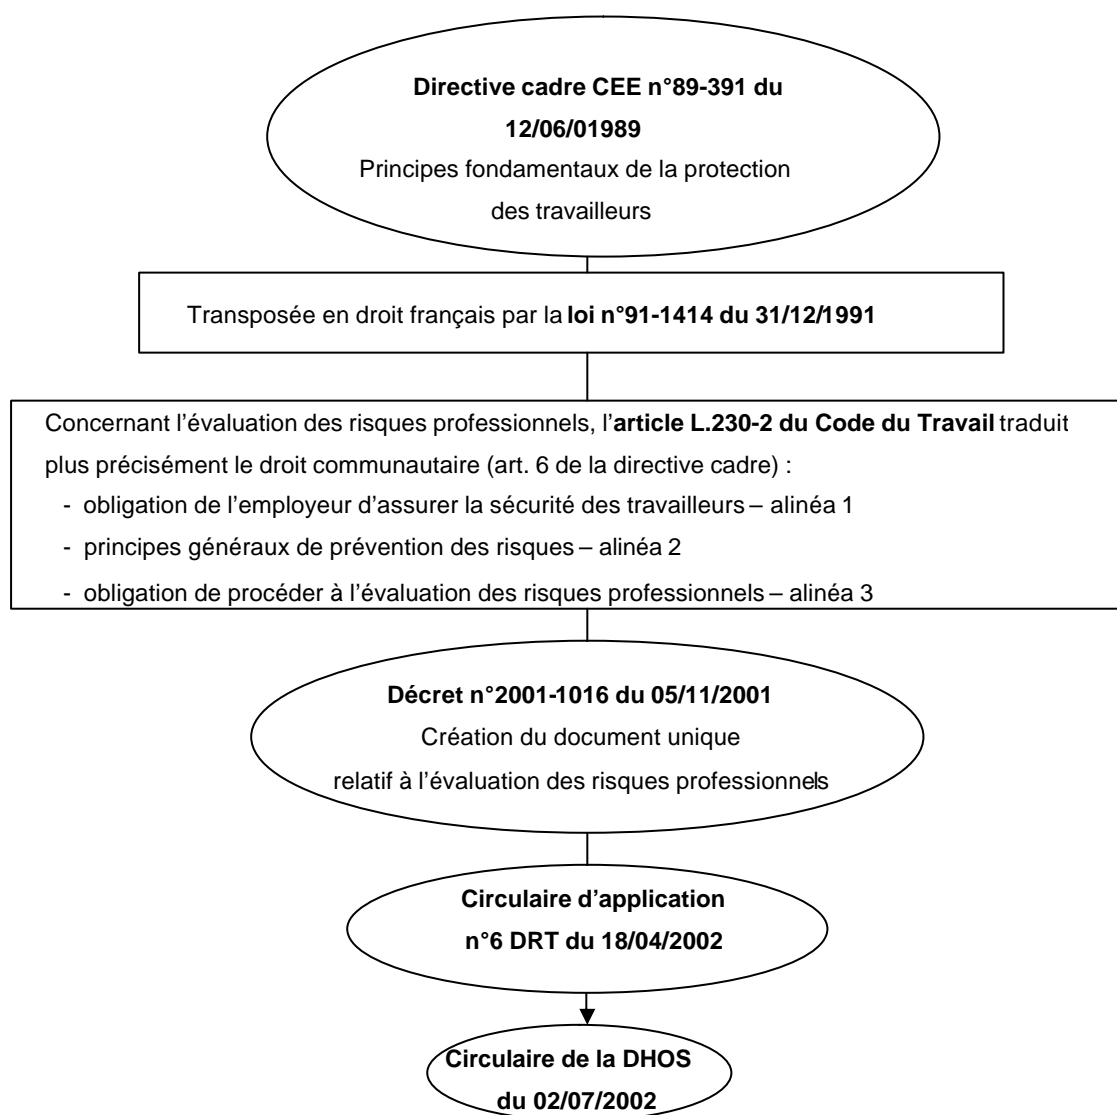 Directive cadre CEE n°89-391 du
12/06/01989
Principes fondamentaux de la protection
des travailleurs
Transposée en droit français par la loi n°91-1414 du 31/12/1991
Concernant l'évaluation des risques professionnels, l'article L.230-2 du Code du Travail traduit
plus précisément le droit communautaire (art. 6 de la directive cadre) :
- obligation de l'employeur d'assurer la sécurité des travailleurs – alinéa 1
- principes généraux de prévention des risques – alinéa 2
- obligation de procéder à l'évaluation des risques professionnels – alinéa 3
Décret n°2001-1016 du 05/11/2001
Création du document unique
relatif à l'évaluation des risques professionnels
Circulaire d'application
n°6 DRT du 18/04/2002
Circulaire de la DHOS
du 02/07/2002